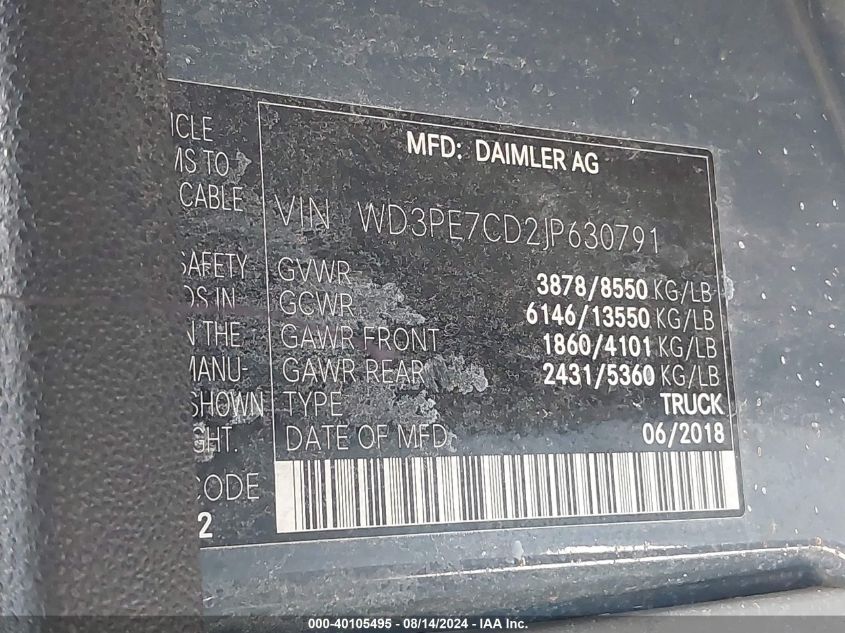 MFD: DAIMLER AG
ICLE
MS TO
CABLE
VIN WD3PE7CD2JP630791
SAFETY
DS IN
N THE
MANU-
SHOWN
GHT.
CODE
2
GVWR 3878/8550 KG/LB
GCWR 6146/13550 KG/LB
GAWR FRONT 1860/4101 KG/LB
GAWR REAR 2431/5360 KG/LB
TYPE TRUCK
DATE OF MFD 06/2018
000-40105495 - 08/14/2024 - IAA Inc.